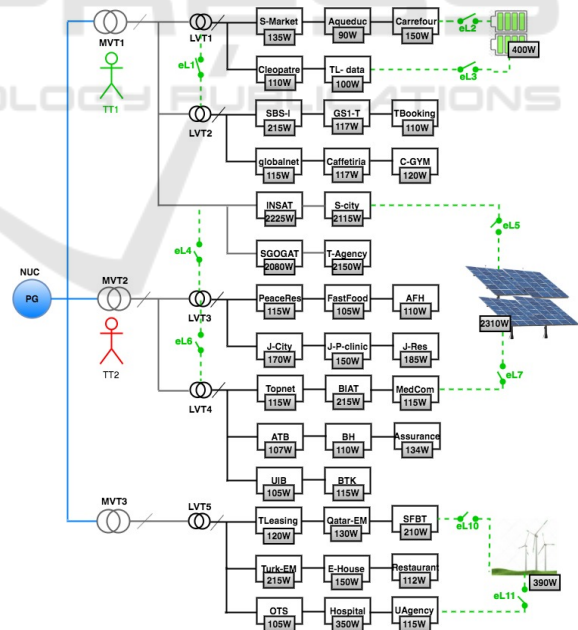 S-Market Aqueduc Carrefour
135W 90W 150W
eL2
400W
MVT1 LVT1
eL1
TT1
Cleopatre TL- data
110W 100W
eL3
SBS-I GS1-T TBooking
215W 117W 110W
LVT2
globalnet Caffetiria C-GYM
115W 117W 120W
INSAT S-city
2225W 2115W
eL5
eL4
SGOGAT T-Agency
2080W 2150W
NUC
PG
MVT2
TT2
PeaceRes FastFood AFH
115W 105W 110W
LVT3
2310W
eL6
J-City J-P-clinic J-Res
170W 150W 185W
eL7
Topnet BIAT MedCom
115W 215W 115W
LVT4
ATB BH Assurance
107W 110W 134W
UIB BTK
105W 115W
MVT3 LVT5
TLeasing Qatar-EM SFBT
120W 130W 210W
eL10
Turk-EM E-House Restaurant
215W 150W 112W
390W
eL11
OTS Hospital UAgency
105W 350W 115W